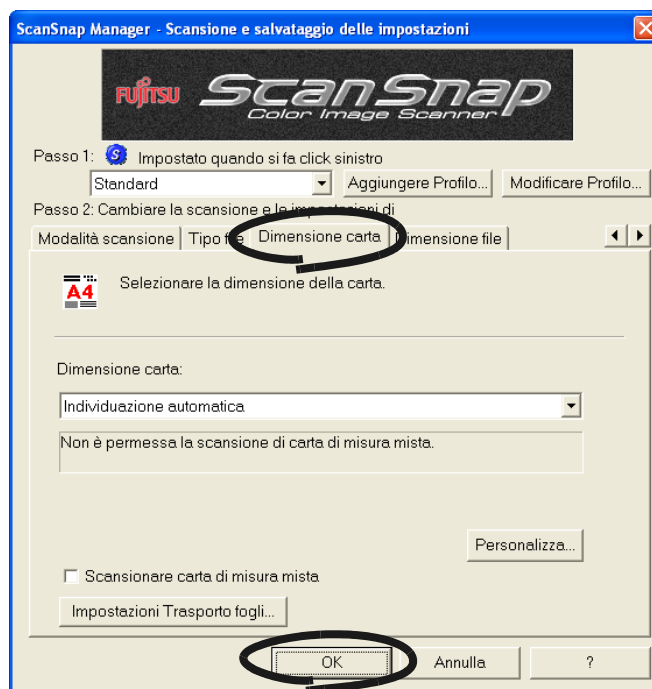 ScanSnap Manager - Scansione e salvataggio delle impostazioni
FUJITSU ScanSnap
Color Image Scanner
Passo 1: S Impostato quando si fa click sinistro
Standard Aggiungere Profilo... Modificare Profilo...
Passo 2: Cambiare la scansione e le impostazioni di
Modalità scansione Tipo file Dimensione carta Dimensione file
A4 Selezionare la dimensione della carta.
Dimensione carta:
Individuazione automatica
Non è permessa la scansione di carta di misura mista.
Personalizza...
Scansionare carta di misura mista
Impostazioni Trasporto fogli...
OK Annulla ?